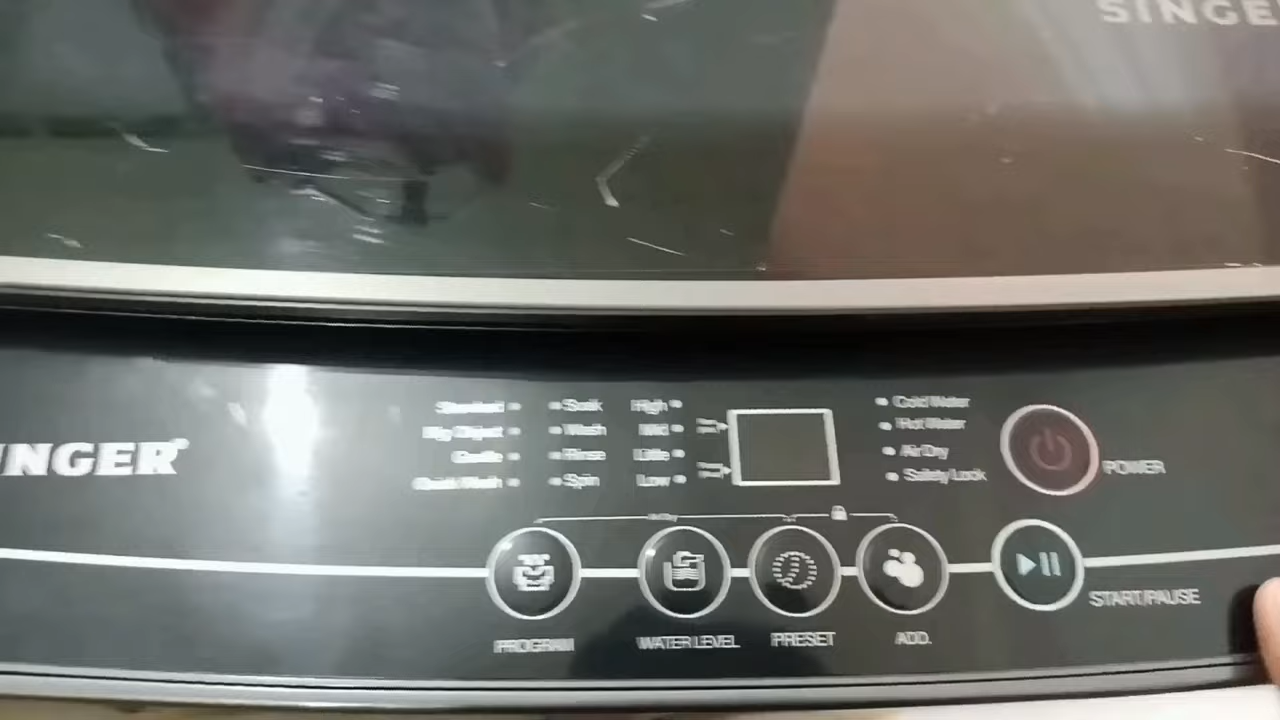 SINGE
INGER
Standard Soak High Cold Water
Big Object Wash Mid Hot Water
Gentle Rinse Little Air Dry
Quick Wash Spin Low Safety Lock
POWER
PROGRAM WATER LEVEL PRESET ADD. START/PAUSE